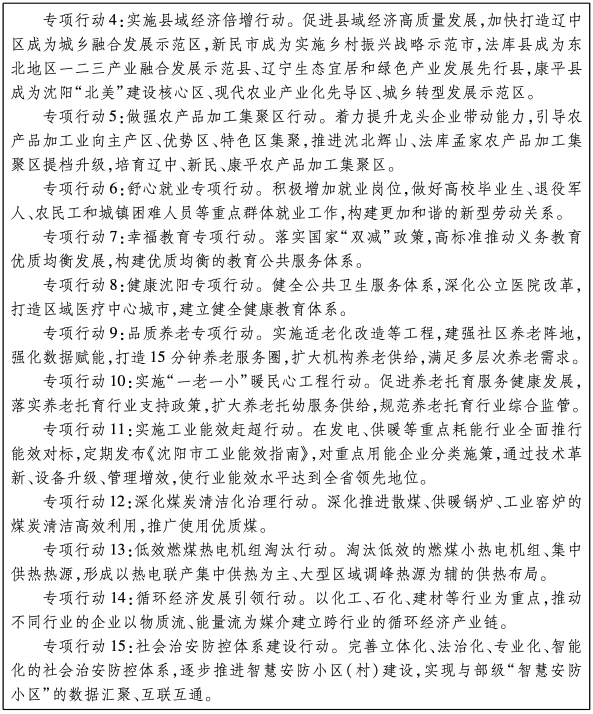 专项行动4:实施县域经济倍增行动。促进县域经济高质量发展,加快打造辽中
区成为城乡融合发展示范区,新民市成为实施乡村振兴战略示范市,法库县成为东
北地区一二三产业融合发展示范县、辽宁生态宜居和绿色产业发展先行县,康平县
成为沈阳“北美”建设核心区、现代农业产业化先导区、城乡转型发展示范区。
专项行动5:做强农产品加工集聚区行动。着力提升龙头企业带动能力,引导农
产品加工业向主产区、优势区、特色区集聚,推进沈北辉山、法库孟家农产品加工集
聚区提档升级,培育辽中、新民、康平农产品加工集聚区。
专项行动6:舒心就业专项行动。积极增加就业岗位,做好高校毕业生、退役军
人、农民工和城镇困难人员等重点群体就业工作,构建更加和谐的新型劳动关系。
专项行动7:幸福教育专项行动。落实国家“双减”政策,高标准推动义务教育
优质均衡发展,构建优质均衡的教育公共服务体系。
专项行动8:健康沈阳专项行动。健全公共卫生服务体系,深化公立医院改革,
打造区域医疗中心城市,建立健全健康教育体系。
专项行动9:品质养老专项行动。实施适老化改造等工程,建强社区养老阵地,
强化数据赋能,打造15分钟养老服务圈,扩大机构养老供给,满足多层次养老需求。
专项行动10:实施“一老一小”暖民心工程行动。促进养老托育服务健康发展,
落实养老托育行业支持政策,扩大养老托幼服务供给,规范养老托育行业综合监管。
专项行动11:实施工业能效赶超行动。在发电、供暖等重点耗能行业全面推行
能效对标,定期发布《沈阳市工业能效指南》,对重点用能企业分类施策,通过技术革
新、设备升级、管理增效,使行业能效水平达到全省领先地位。
专项行动12:深化煤炭清洁化治理行动。深化推进散煤、供暖锅炉、工业窑炉的
煤炭清洁高效利用,推广使用优质煤。
专项行动13:低效燃煤热电机组淘汰行动。淘汰低效的燃煤小热电机组、集中
供热热源,形成以热电联产集中供热为主、大型区域调峰热源为辅的供热布局。
专项行动14:循环经济发展引领行动。以化工、石化、建材等行业为重点,推动
不同行业的企业以物质流、能量流为媒介建立跨行业的循环经济产业链。
专项行动15:社会治安防控体系建设行动。完善立体化、法治化、专业化、智能
化的社会治安防控体系,逐步推进智慧安防小区(村)建设,实现与部级“智慧安防
小区”的数据汇聚、互联互通。